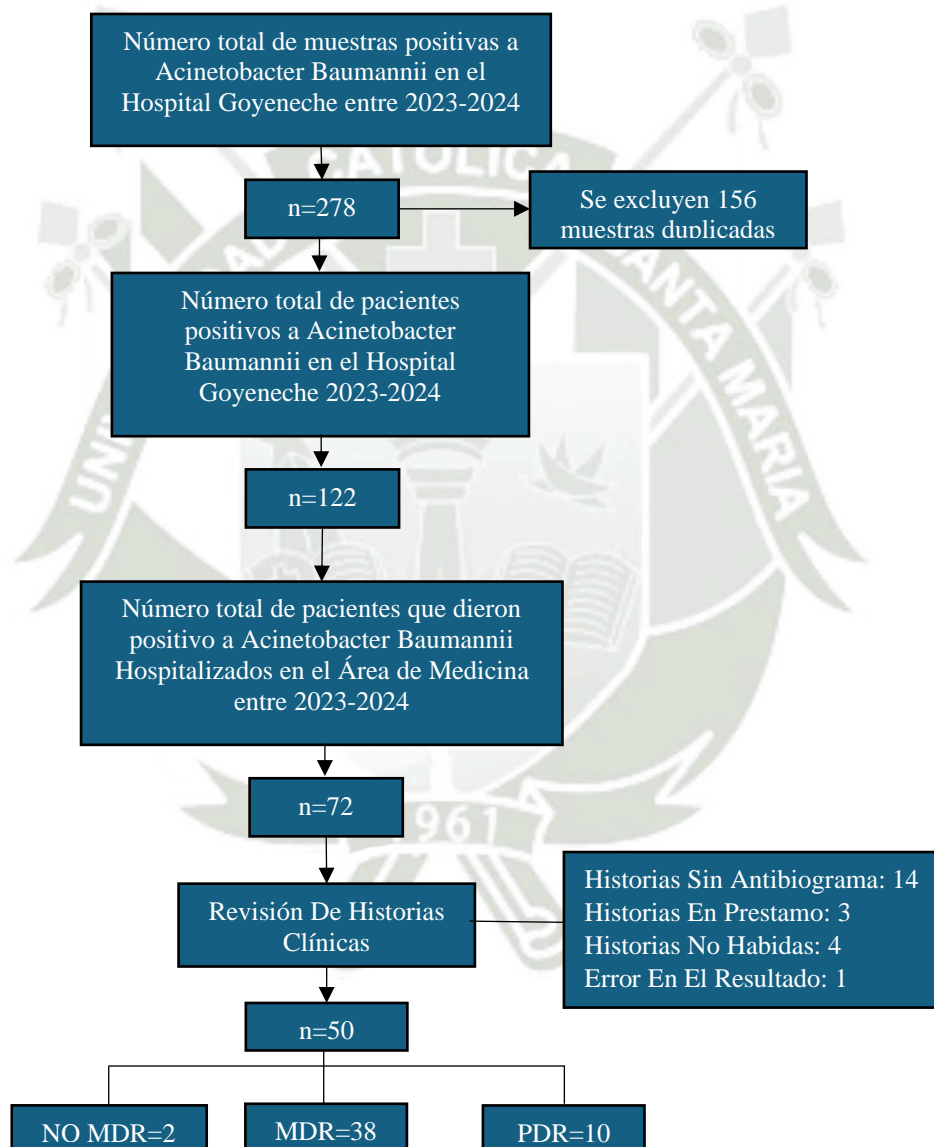 Número total de muestras positivas a
Acinetobacter Baumannii en el
Hospital Goyeneche entre 2023-2024
n=278
Se excluyen 156
muestras duplicadas
Número total de pacientes
positivos a Acinetobacter
Baumannii en el Hospital
Goyeneche 2023-2024
n=122
Número total de pacientes que dieron
positivo a Acinetobacter Baumannii
Hospitalizados en el Área de Medicina
entre 2023-2024
n=72
Revisión De Historias
Clínicas
Historias Sin Antibiograma: 14
Historias En Prestamo: 3
Historias No Habidas: 4
Error En El Resultado: 1
n=50
NO MDR=2
MDR=38
PDR=10
CATOLICA
SANTA MARIA
961